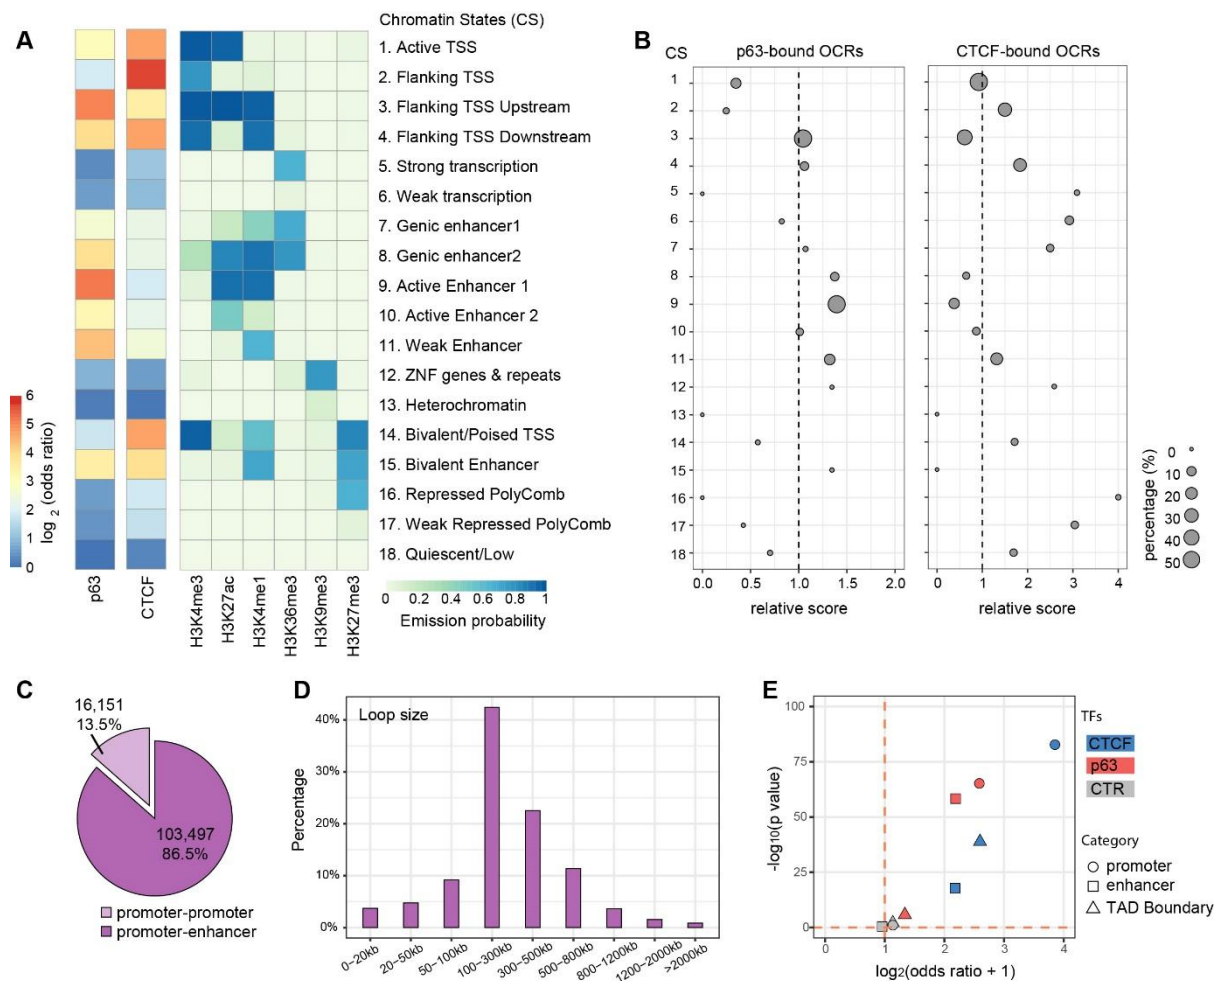 A
Chromatin States (CS)
1. Active TSS
2. Flanking TSS
3. Flanking TSS Upstream
4. Flanking TSS Downstream
5. Strong transcription
6. Weak transcription
7. Genic enhancer1
8. Genic enhancer2
9. Active Enhancer 1
10. Active Enhancer 2
11. Weak Enhancer
12. ZNF genes & repeats
13. Heterochromatin
14. Bivalent/Poised TSS
15. Bivalent Enhancer
16. Repressed PolyComb
17. Weak Repressed PolyComb
18. Quiescent/Low
6
5
4
3
2
1
0
log 2 (odds ratio)
p63
CTCF
H3K4me3
H3K27ac
H3K4me1
H3K36me3
H3K9me3
H3K27me3
0 0.2 0.4 0.6 0.8 1
Emission probability
B
CS
p63-bound OCRs
CTCF-bound OCRs
1
2
3
4
5
6
7
8
9
10
11
12
13
14
15
16
17
18
0.0 0.5 1.0 1.5 2.0
relative score
0 1 2 3 4
relative score
percentage (%)
0
10
20
30
40
50
C
16,151
13.5%
103,497
86.5%
promoter-promoter
promoter-enhancer
D
Loop size
Percentage
40%
30%
20%
10%
0%
0-20kb
20-50kb
50-100kb
100-300kb
300-500kb
500-800kb
800-1200kb
1200-2000kb
>2000kb
E
-log10(p value)
100
75
50
25
0
0 1 2 3 4
log2(odds ratio + 1)
TFs
CTCF
p63
CTR
Category
promoter
enhancer
TAD Boundary